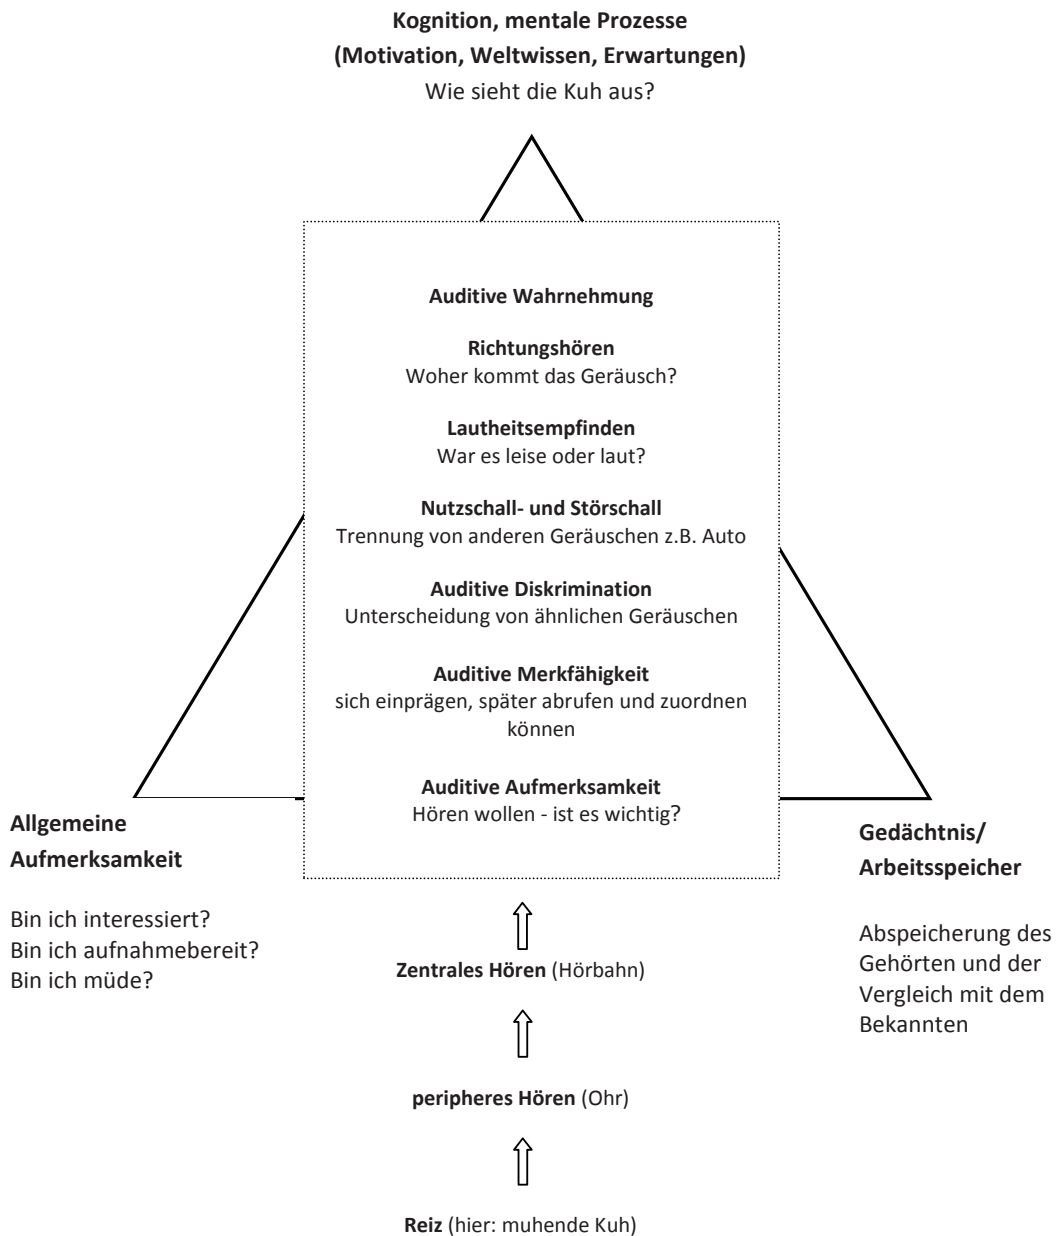 Kognition, mentale Prozesse
(Motivation, Weltwissen, Erwartungen)
Wie sieht die Kuh aus?
Auditive Wahrnehmung
Richtungshören
Woher kommt das Geräusch?
Lautheitsempfinden
War es leise oder laut?
Nutzschall- und Störschall
Trennung von anderen Geräuschen z.B. Auto
Auditive Diskrimination
Unterscheidung von ähnlichen Geräuschen
Auditive Merkfähigkeit
sich einprägen, später abrufen und zuordnen
können
Auditive Aufmerksamkeit
Hören wollen - ist es wichtig?
Allgemeine
Aufmerksamkeit
Bin ich interessiert?
Bin ich aufnahmebereit?
Bin ich müde?
Gedächtnis/
Arbeitsspeicher
Abspeicherung des
Gehörten und der
Vergleich mit dem
Bekannten
Zentrales Hören (Hörbahn)
peripheres Hören (Ohr)
Reiz (hier: muhende Kuh)